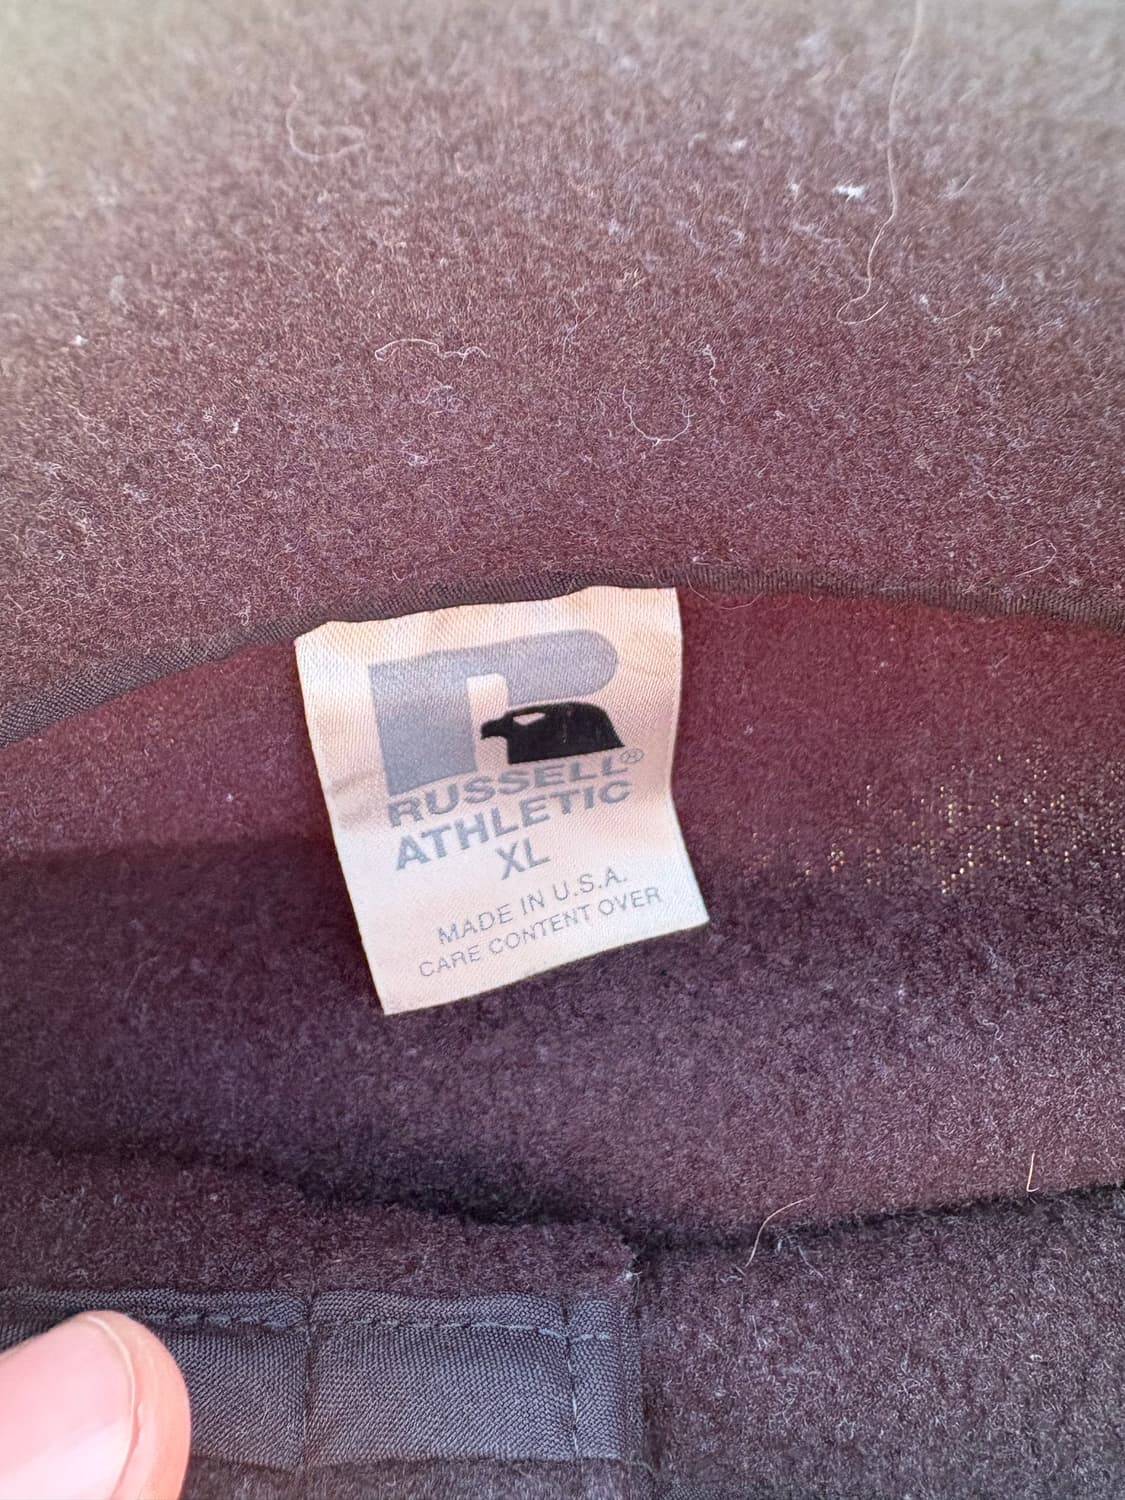 RUSSELL®
ATHLETIC
XL
MADE IN U.S.A.
CARE CONTENT OVER